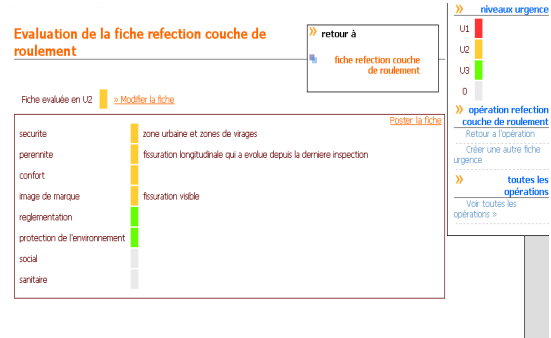 Evaluation de la fiche refection couche de
roulement
» retour à
fiche refection couche
de roulement
Fiche evaluée en U2 » Modifier la fiche
Poster la fiche
securite zone urbaine et zones de virages
perennite fissuration longitudinale qui a evolue depuis la derniere inspection
confort
image de marque fissuration visible
reglementation
protection de l'environnement
social
sanitaire
» niveaux urgence
U1
U2
U3
0
» opération refection
couche de roulement
Retour a l'opération
Créer une autre fiche
urgence
» toutes les
opérations
Voir toutes les
opérations »